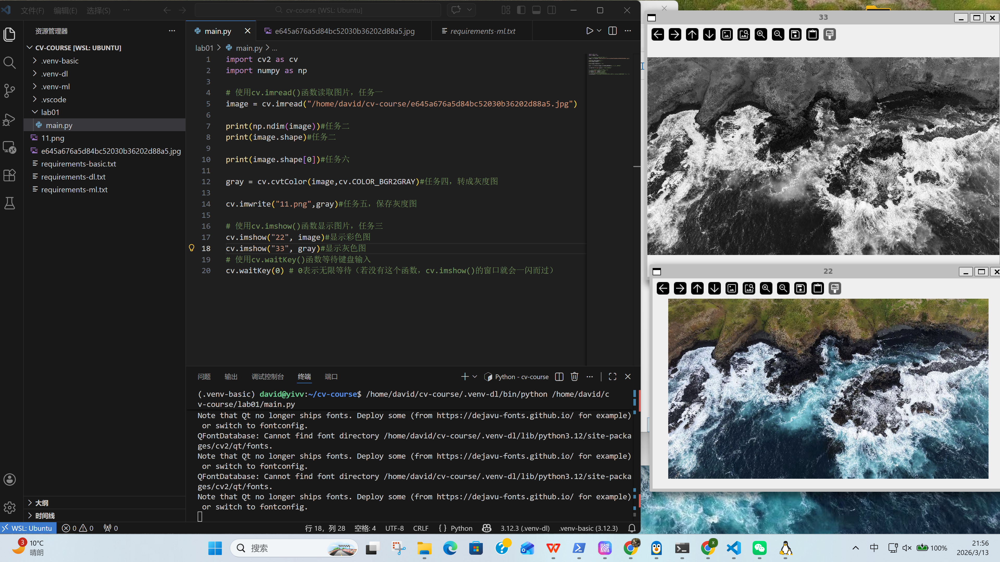 文件(F) 编辑(E) 选择(S) ···
cv-course [WSL: Ubuntu]
资源管理器
CV-COURSE [WSL: UBUNTU]
.venv-basic
.venv-dl
.venv-ml
.vscode
lab01
main.py
11.png
e645a676a5d84bc52030b36202d88a5.jpg
requirements-basic.txt
requirements-dl.txt
requirements-ml.txt
大纲
时间线
main.py e645a676a5d84bc52030b36202d88a5.jpg requirements-ml.txt
lab01 > main.py > ...
1 import cv2 as cv
2 import numpy as np
3
4 # 使用cv.imread()函数读取图片，任务一
5 image = cv.imread("/home/david/cv-course/e645a676a5d84bc52030b36202d88a5.jpg")
6
7 print(np.ndim(image))#任务二
8 print(image.shape)#任务二
9
10 print(image.shape[0])#任务六
11
12 gray = cv.cvtColor(image,cv.COLOR_BGR2GRAY)#任务四，转成灰度图
13
14 cv.imwrite("11.png",gray)#任务五，保存灰度图
15
16 # 使用cv.imshow()函数显示图片，任务三
17 cv.imshow("22", image)#显示彩色图
18 cv.imshow("33", gray)#显示灰色图
19 # 使用cv.waitKey()函数等待键盘输入
20 cv.waitKey(0) # 0表示无限等待（若没有这个函数，cv.imshow()的窗口就会一闪而过）
问题 输出 调试控制台 终端 端口
Python - cv-course
(.venv-basic) david@yivv:~/cv-course$ /home/david/cv-course/.venv-dl/bin/python /home/david/c
v-course/lab01/main.py
Note that Qt no longer ships fonts. Deploy some (from https://dejavu-fonts.github.io/ for example)
or switch to fontconfig.
QFontDatabase: Cannot find font directory /home/david/cv-course/.venv-dl/lib/python3.12/site-packa
ges/cv2/qt/fonts.
Note that Qt no longer ships fonts. Deploy some (from https://dejavu-fonts.github.io/ for example)
or switch to fontconfig.
QFontDatabase: Cannot find font directory /home/david/cv-course/.venv-dl/lib/python3.12/site-packa
ges/cv2/qt/fonts.
Note that Qt no longer ships fonts. Deploy some (from https://dejavu-fonts.github.io/ for example)
or switch to fontconfig.
WSL: Ubuntu 0 0 0 行 18，列 28 空格: 4 UTF-8 CRLF { } Python 3.12.3 (.venv-dl) .venv-basic (3.12.3)
33
22
3 10°C
晴朗
搜索
中 100%
21:56
2026/3/13